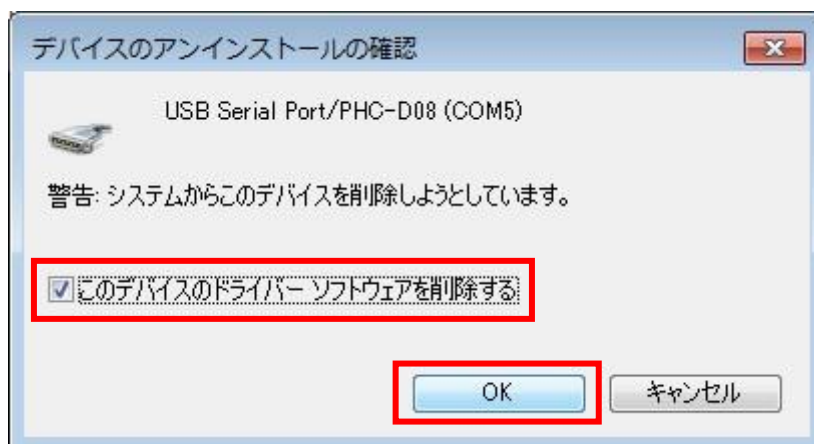 デバイスのアンインストールの確認
USB Serial Port/PHC-D08 (COM5)
警告: システムからこのデバイスを削除しようとしています。
このデバイスのドライバー ソフトウェアを削除する
OK
キャンセル